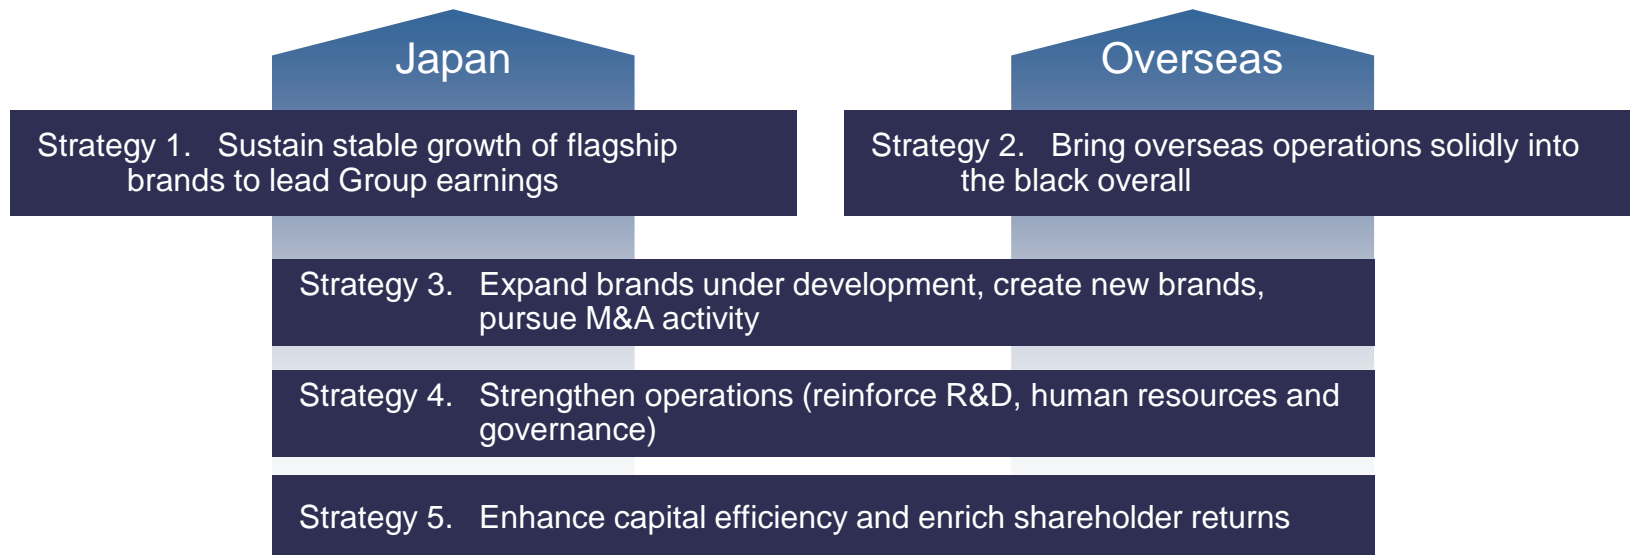 Japan
Overseas
Strategy 1. Sustain stable growth of flagship
brands to lead Group earnings
Strategy 2. Bring overseas operations solidly into
the black overall
Strategy 3. Expand brands under development, create new brands,
pursue M&A activity
Strategy 4. Strengthen operations (reinforce R&D, human resources and
governance)
Strategy 5. Enhance capital efficiency and enrich shareholder returns